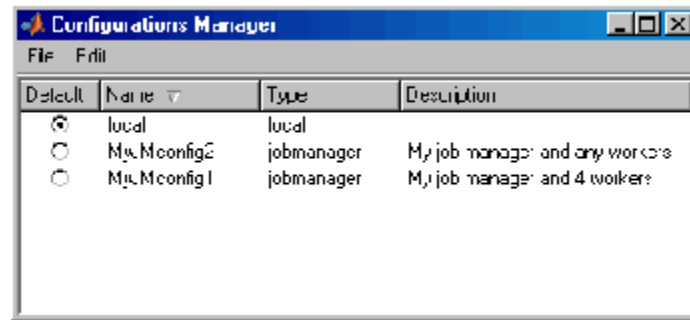 Configurations Manager
File Edit
Default Name Type Description
local local
MyJMconfig2 jobmanager My job manager and any workers
MyJMconfig1 jobmanager My job manager and 4 workers